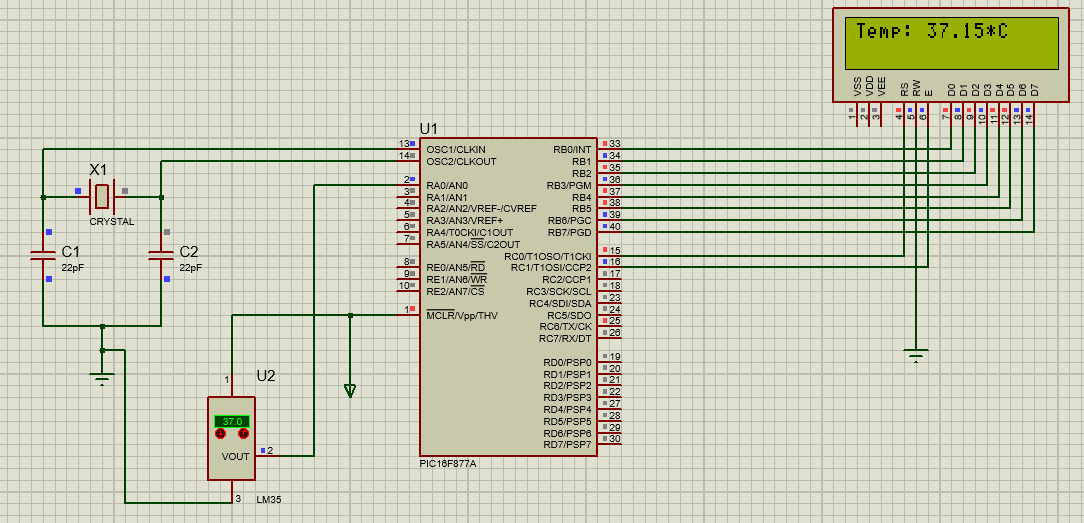 Temp: 37.15*C
VSS
VDD
VEE
RS
RW
E
D0
D1
D2
D3
D4
D5
D6
D7
1
2
3
4
5
6
7
8
9
10
11
12
13
14
X1
CRYSTAL
C1
22pF
C2
22pF
U1
13
OSC1/CLKIN
14
OSC2/CLKOUT
2
RA0/AN0
3
RA1/AN1
4
RA2/AN2/VREF-/CVREF
5
RA3/AN3/VREF+
6
RA4/T0CKI/C1OUT
7
RA5/AN4/SS/C2OUT
8
RE0/AN5/RD
9
RE1/AN6/WR
10
RE2/AN7/CS
1
MCLR/Vpp/THV
RB0/INT
33
RB1
34
RB2
35
RB3/PGM
36
RB4
37
RB5
38
RB6/PGC
39
RB7/PGD
40
RC0/T1OSO/T1CKI
15
RC1/T1OSI/CCP2
16
RC2/CCP1
17
RC3/SCK/SCL
18
RC4/SDI/SDA
23
RC5/SDO
24
RC6/TX/CK
25
RC7/RX/DT
26
RD0/PSP0
19
RD1/PSP1
20
RD2/PSP2
21
RD3/PSP3
22
RD4/PSP4
27
RD5/PSP5
28
RD6/PSP6
29
RD7/PSP7
30
PIC16F877A
U2
1
37.0
VOUT
2
3
LM35